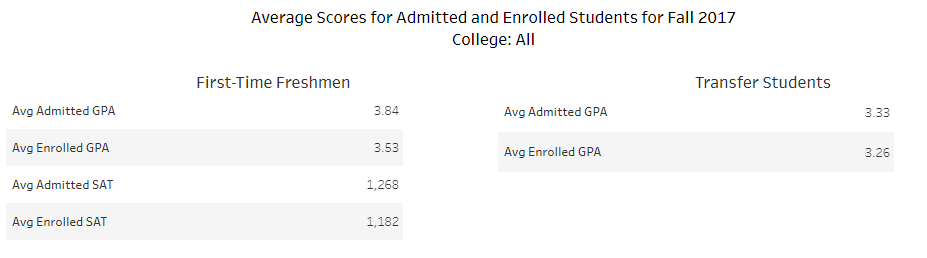 Average Scores for Admitted and Enrolled Students for Fall 2017
College: All
First-Time Freshmen
Avg Admitted GPA 3.84
Avg Enrolled GPA 3.53
Avg Admitted SAT 1,268
Avg Enrolled SAT 1,182
Transfer Students
Avg Admitted GPA 3.33
Avg Enrolled GPA 3.26